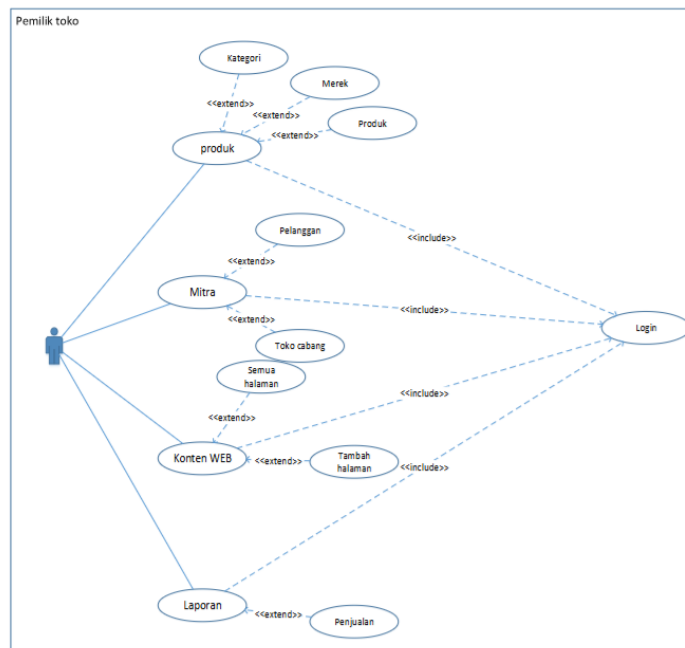 Pemilik toko
Kategori
Merek
<<extend>>
<<extend>>
Produk
<<extend>>
produk
Pelanggan
<<include>>
<<extend>>
Mitra
<<include>>
<<extend>>
Login
Toko cabang
Semua
halaman
<<include>>
<<extend>>
Konten WEB
<<extend>>
Tambah
halaman
<<include>>
Laporan
<<extend>>
Penjualan